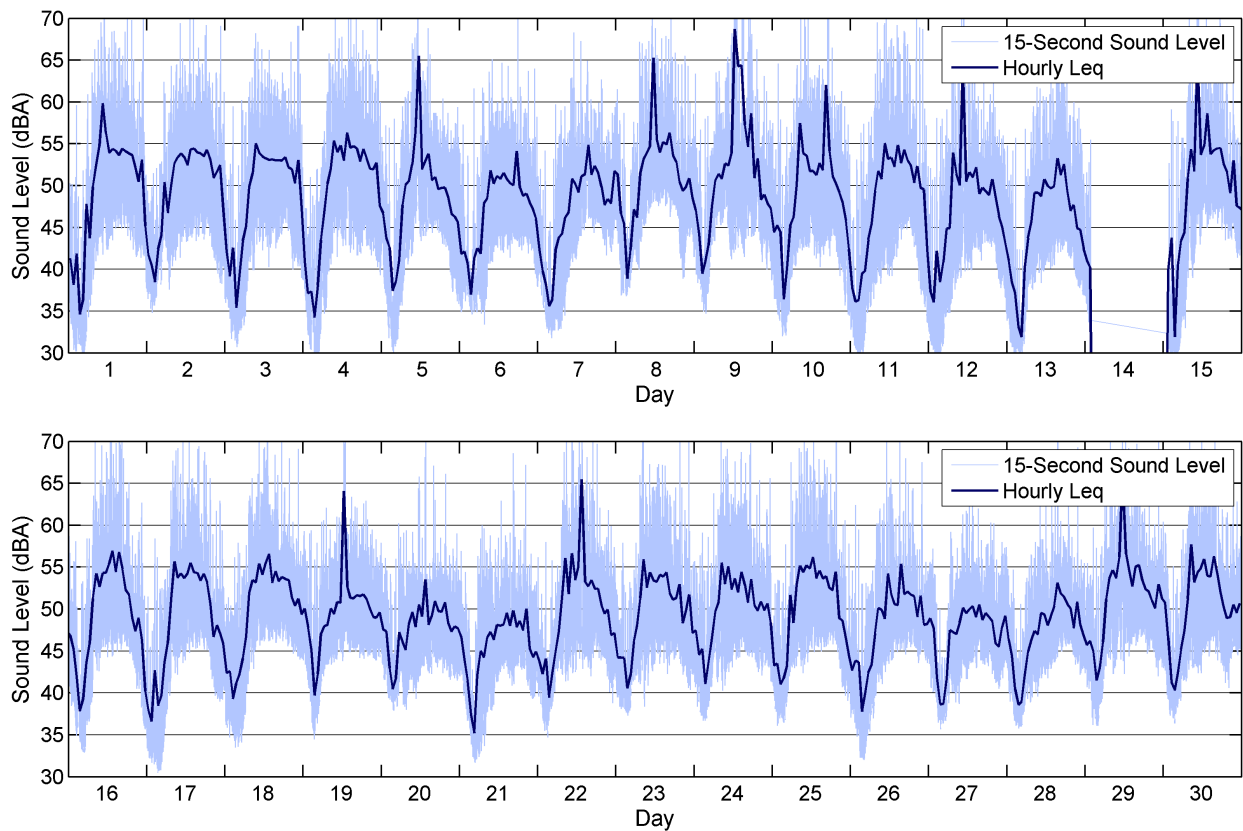 70
65
60
55
50
45
40
35
30
Sound Level (dBA)
15-Second Sound Level
Hourly Leq
1 2 3 4 5 6 7 8 9 10 11 12 13 14 15
Day
70
65
60
55
50
45
40
35
30
Sound Level (dBA)
15-Second Sound Level
Hourly Leq
16 17 18 19 20 21 22 23 24 25 26 27 28 29 30
Day